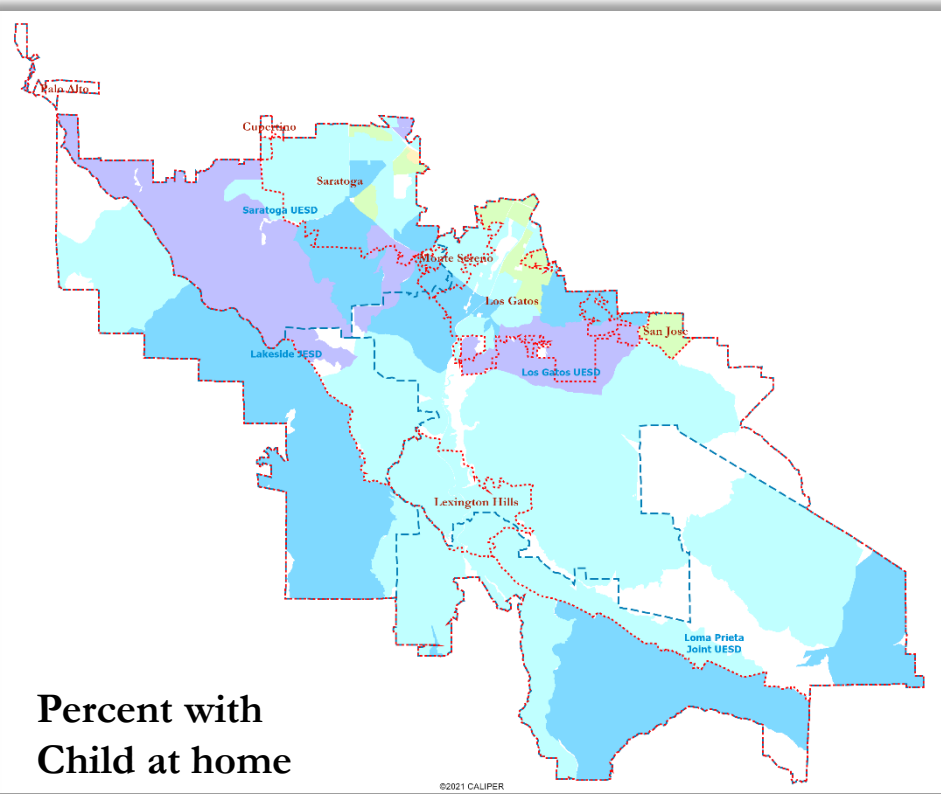 Palo Alto
Cupertino
Saratoga
Saratoga UESD
Monte Sereno
Los Gatos
San Jose
Lakeside JESD
Los Gatos UESD
Lexington Hills
Loma Prieta
Joint UESD
Percent with
Child at home
©2021 CALIPER